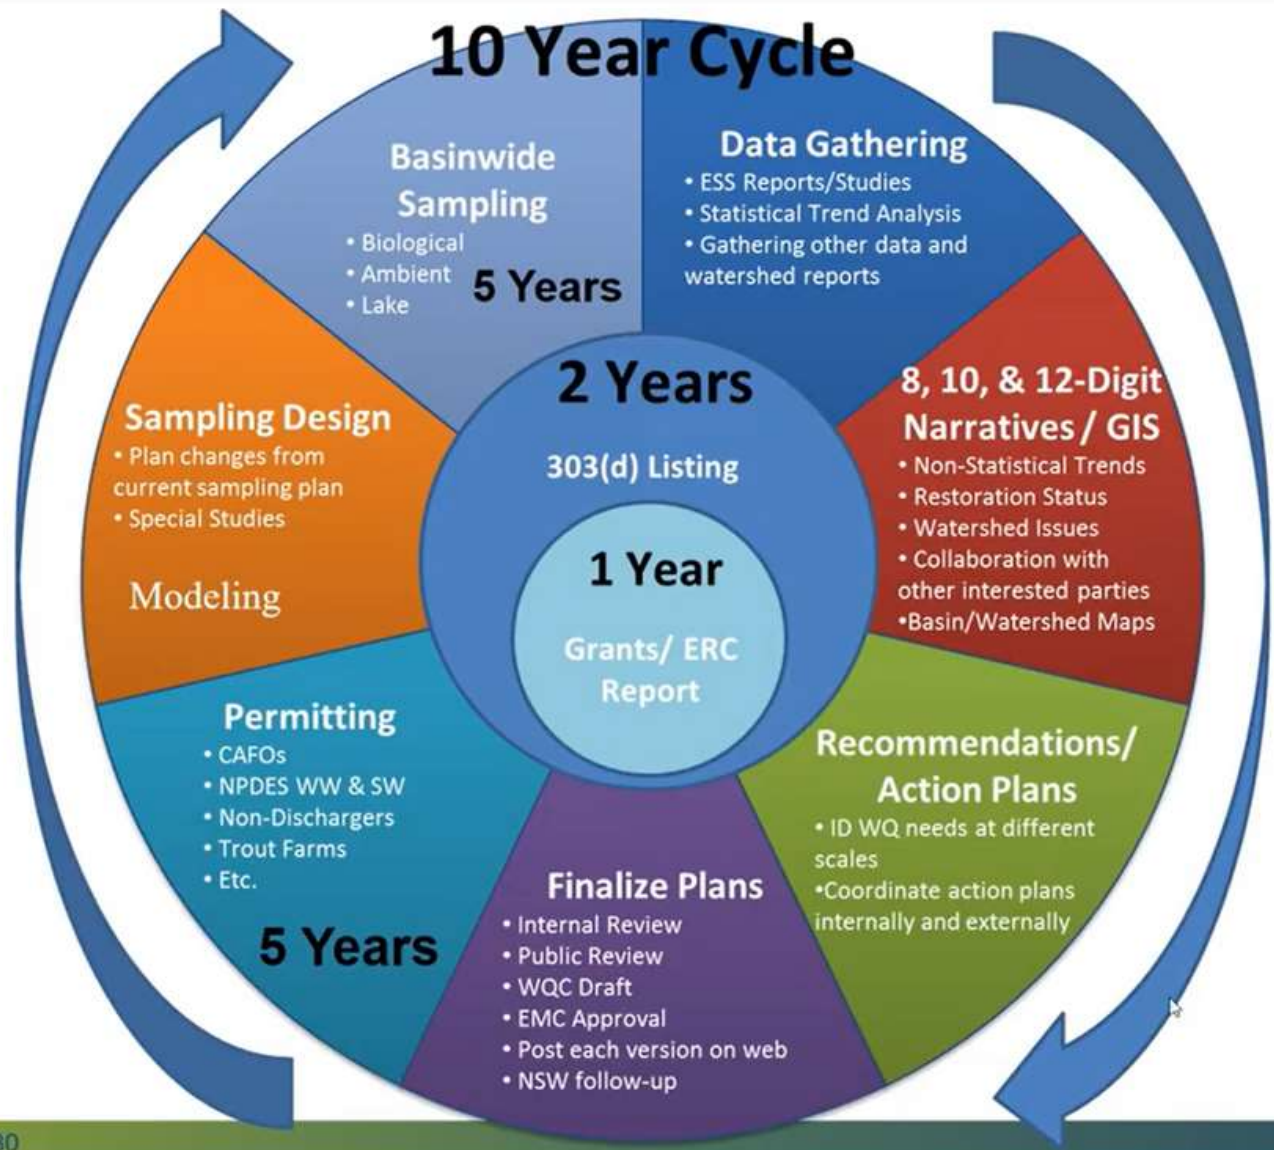 10 Year Cycle
Basinwide
Sampling
• Biological
• Ambient
• Lake
5 Years
Data Gathering
• ESS Reports/Studies
• Statistical Trend Analysis
• Gathering other data and
watershed reports
8, 10, & 12-Digit
Narratives / GIS
• Non-Statistical Trends
• Restoration Status
• Watershed Issues
• Collaboration with
other interested parties
•Basin/Watershed Maps
Recommendations/
Action Plans
• ID WQ needs at different
scales
•Coordinate action plans
internally and externally
Finalize Plans
• Internal Review
• Public Review
• WQC Draft
• EMC Approval
• Post each version on web
• NSW follow-up
Permitting
• CAFOs
• NPDES WW & SW
• Non-Dischargers
• Trout Farms
• Etc.
5 Years
Sampling Design
• Plan changes from
current sampling plan
• Special Studies
Modeling
2 Years
303(d) Listing
1 Year
Grants/ ERC
Report